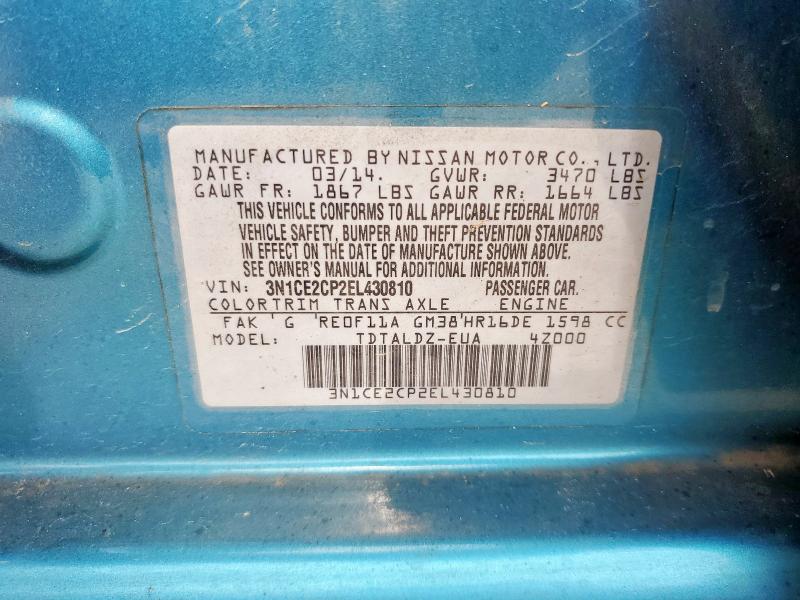 MANUFACTURED BY NISSAN MOTOR CO., LTD.
DATE: 03/14. GVWR: 3470 LBS
GAWR FR: 1867 LBS GAWR RR: 1664 LBS
THIS VEHICLE CONFORMS TO ALL APPLICABLE FEDERAL MOTOR
VEHICLE SAFETY, BUMPER AND THEFT PREVENTION STANDARDS
IN EFFECT ON THE DATE OF MANUFACTURE SHOWN ABOVE.
SEE OWNER'S MANUAL FOR ADDITIONAL INFORMATION.
VIN: 3N1CE2CP2EL430810 PASSENGER CAR.
COLOR TRIM TRANS AXLE ENGINE
FAK ' G 'RE0F11A GM38'HR16DE 1598 CC
MODEL: TDTALDZ-EUA 4Z000
3N1CE2CP2EL430810